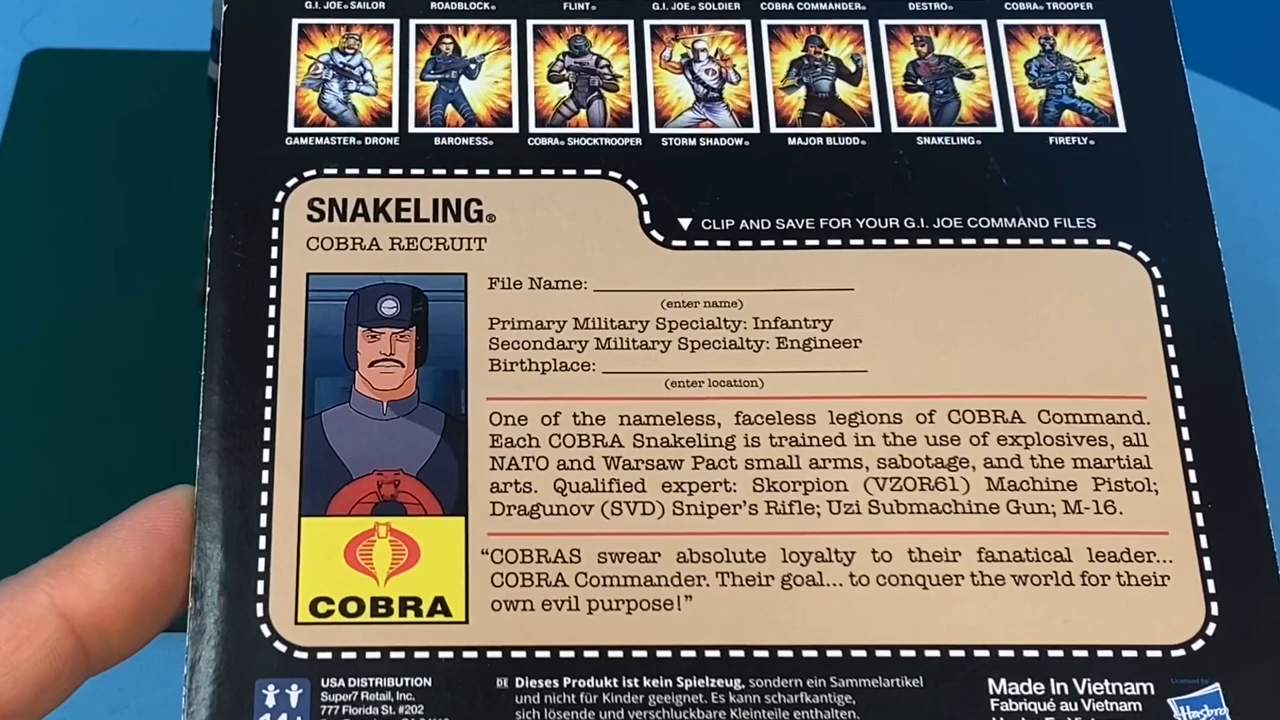 G.I. JOE® SAILOR ROADBLOCK® FLINT® G.I. JOE® SOLDIER COBRA COMMANDER® DESTRO® COBRA® TROOPER
GAMEMASTER® DRONE BARONESS® COBRA® SHOCKTROOPER STORM SHADOW® MAJOR BLUDD® SNAKELING® FIREFLY®
SNAKELING®
COBRA RECRUIT
▼ CLIP AND SAVE FOR YOUR G.I. JOE COMMAND FILES
File Name:
(enter name)
Primary Military Specialty: Infantry
Secondary Military Specialty: Engineer
Birthplace:
(enter location)
One of the nameless, faceless legions of COBRA Command.
Each COBRA Snakeling is trained in the use of explosives, all
NATO and Warsaw Pact small arms, sabotage, and the martial
arts. Qualified expert: Skorpion (VZOR61) Machine Pistol;
Dragunov (SVD) Sniper's Rifle; Uzi Submachine Gun; M-16.
"COBRAS swear absolute loyalty to their fanatical leader...
COBRA Commander. Their goal... to conquer the world for their
own evil purpose!"
COBRA
USA DISTRIBUTION
Super7 Retail, Inc.
777 Florida St. #202
DE Dieses Produkt ist kein Spielzeug, sondern ein Sammelartikel
und nicht für Kinder geeignet. Es kann scharfkantige,
sich lösende und verschluckbare Kleinteile enthalten.
Made In Vietnam
Fabriqué au Vietnam
Licensed by:
Hasbro
14+